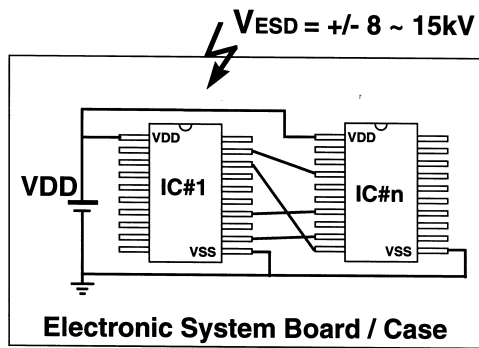 VESD = +/- 8 ~ 15kV
VDD
VDD
IC#1
IC#n
VDD
VSS
VSS
Electronic System Board / Case